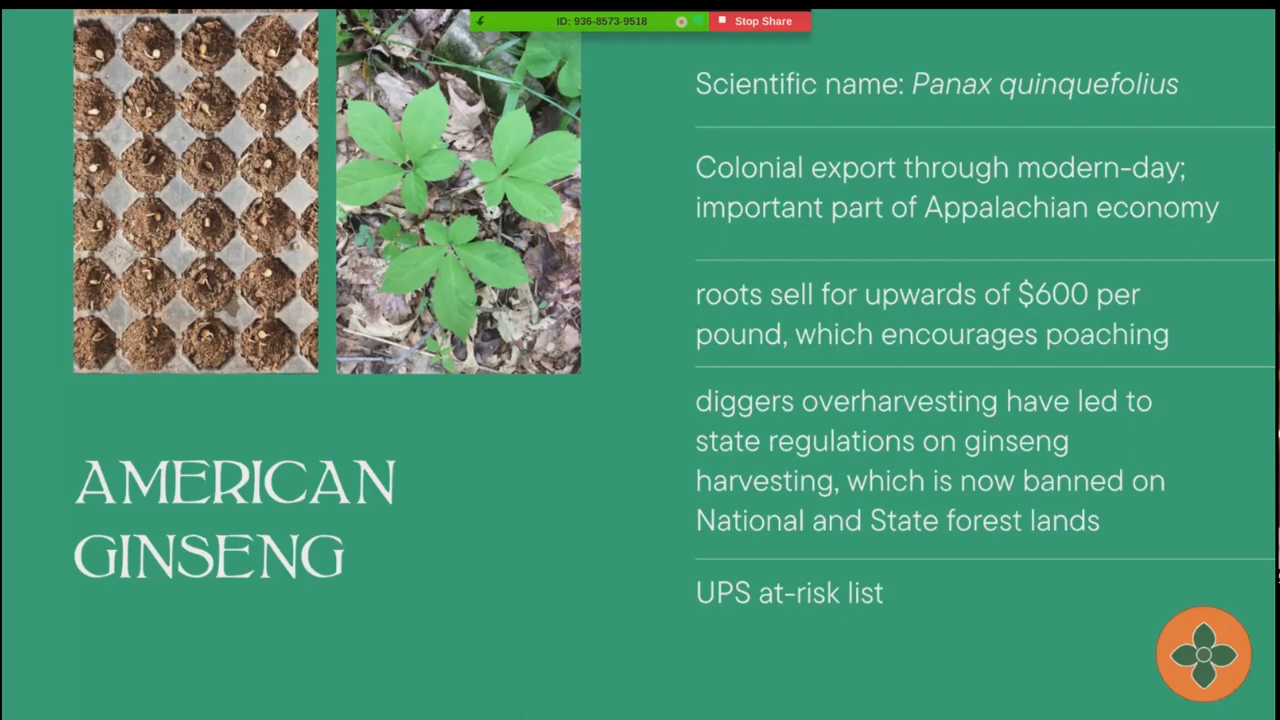 ID: 936-8573-9518
Stop Share
Scientific name: Panax quinquefolius
Colonial export through modern-day;
important part of Appalachian economy
roots sell for upwards of $600 per
pound, which encourages poaching
diggers overharvesting have led to
state regulations on ginseng
harvesting, which is now banned on
National and State forest lands
UPS at-risk list
AMERICAN
GINSENG